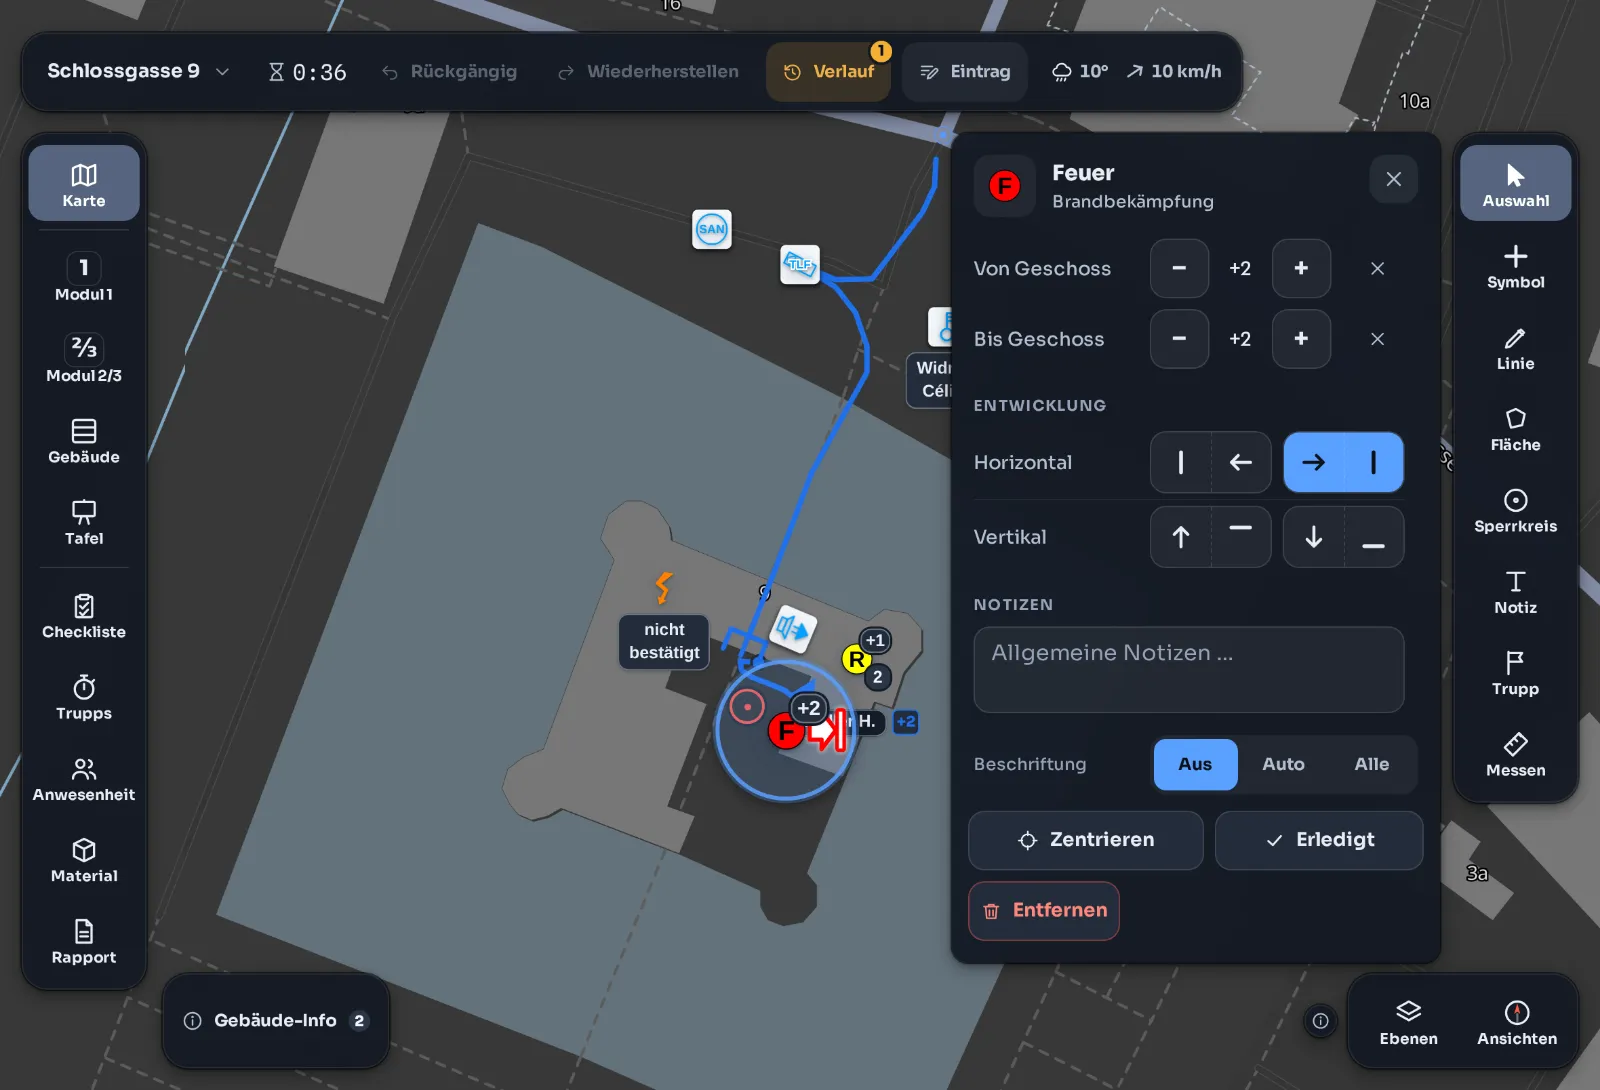 16
Schlossgasse 9
0:36
Rückgängig
Wiederherstellen
Verlauf
1
Eintrag
10°
10 km/h
10a
Karte
1
Modul 1
⅔
Modul 2/3
Gebäude
Tafel
Checkliste
Trupps
Anwesenheit
Material
Rapport
SAN
TLF
9
nicht
bestätigt
R
+1
2
+2
F
H.
+2
F
Feuer
Brandbekämpfung
Von Geschoss
+2
Bis Geschoss
+2
ENTWICKLUNG
Horizontal
Vertikal
NOTIZEN
Allgemeine Notizen ...
Beschriftung
Aus
Auto
Alle
Zentrieren
Erledigt
Entfernen
Auswahl
Symbol
Linie
Fläche
Sperrkreis
Notiz
Trupp
Messen
3a
Gebäude-Info 2
Ebenen
Ansichten